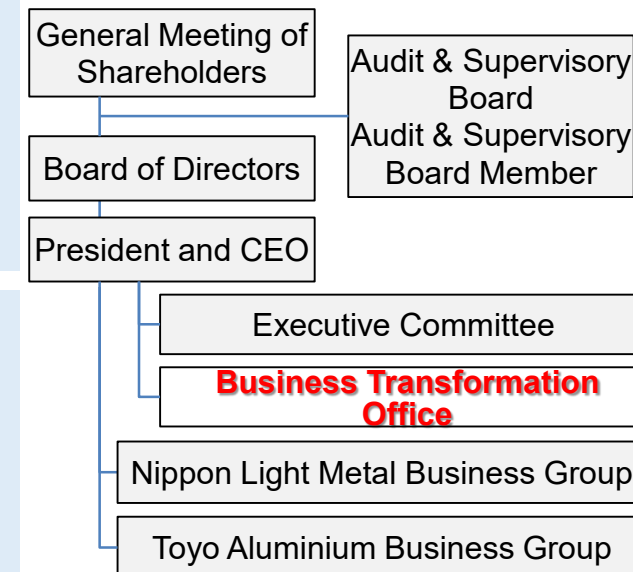 General Meeting of
Shareholders
Audit & Supervisory
Board
Audit & Supervisory
Board Member
Board of Directors
President and CEO
Executive Committee
Business Transformation
Office
Nippon Light Metal Business Group
Toyo Aluminium Business Group